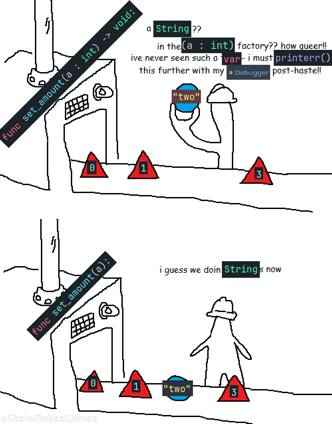 func set_amount(a : int) -> void:
a String ??
in the (a : int) factory?? how queer!!
ive never seen such a var - i must printerr()
this further with my Debugger post-haste!!
"two"
0 1 3
func set_amount(a):
i guess we doin Strings now
0 1 "two" 3